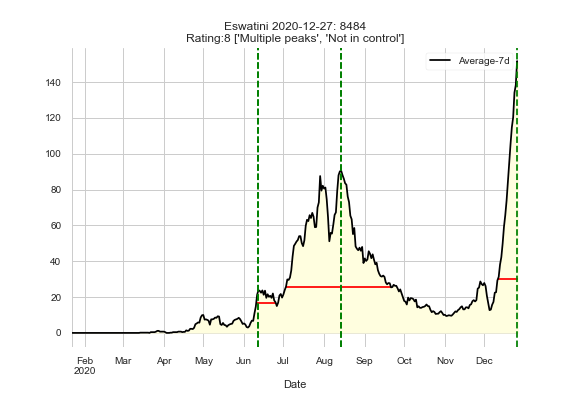 Eswatini 2020-12-27: 8484
Rating:8 ['Multiple peaks', 'Not in control']
Average-7d
140
120
100
80
60
40
20
0
Feb Mar Apr May Jun Jul Aug Sep Oct Nov Dec
2020
Date